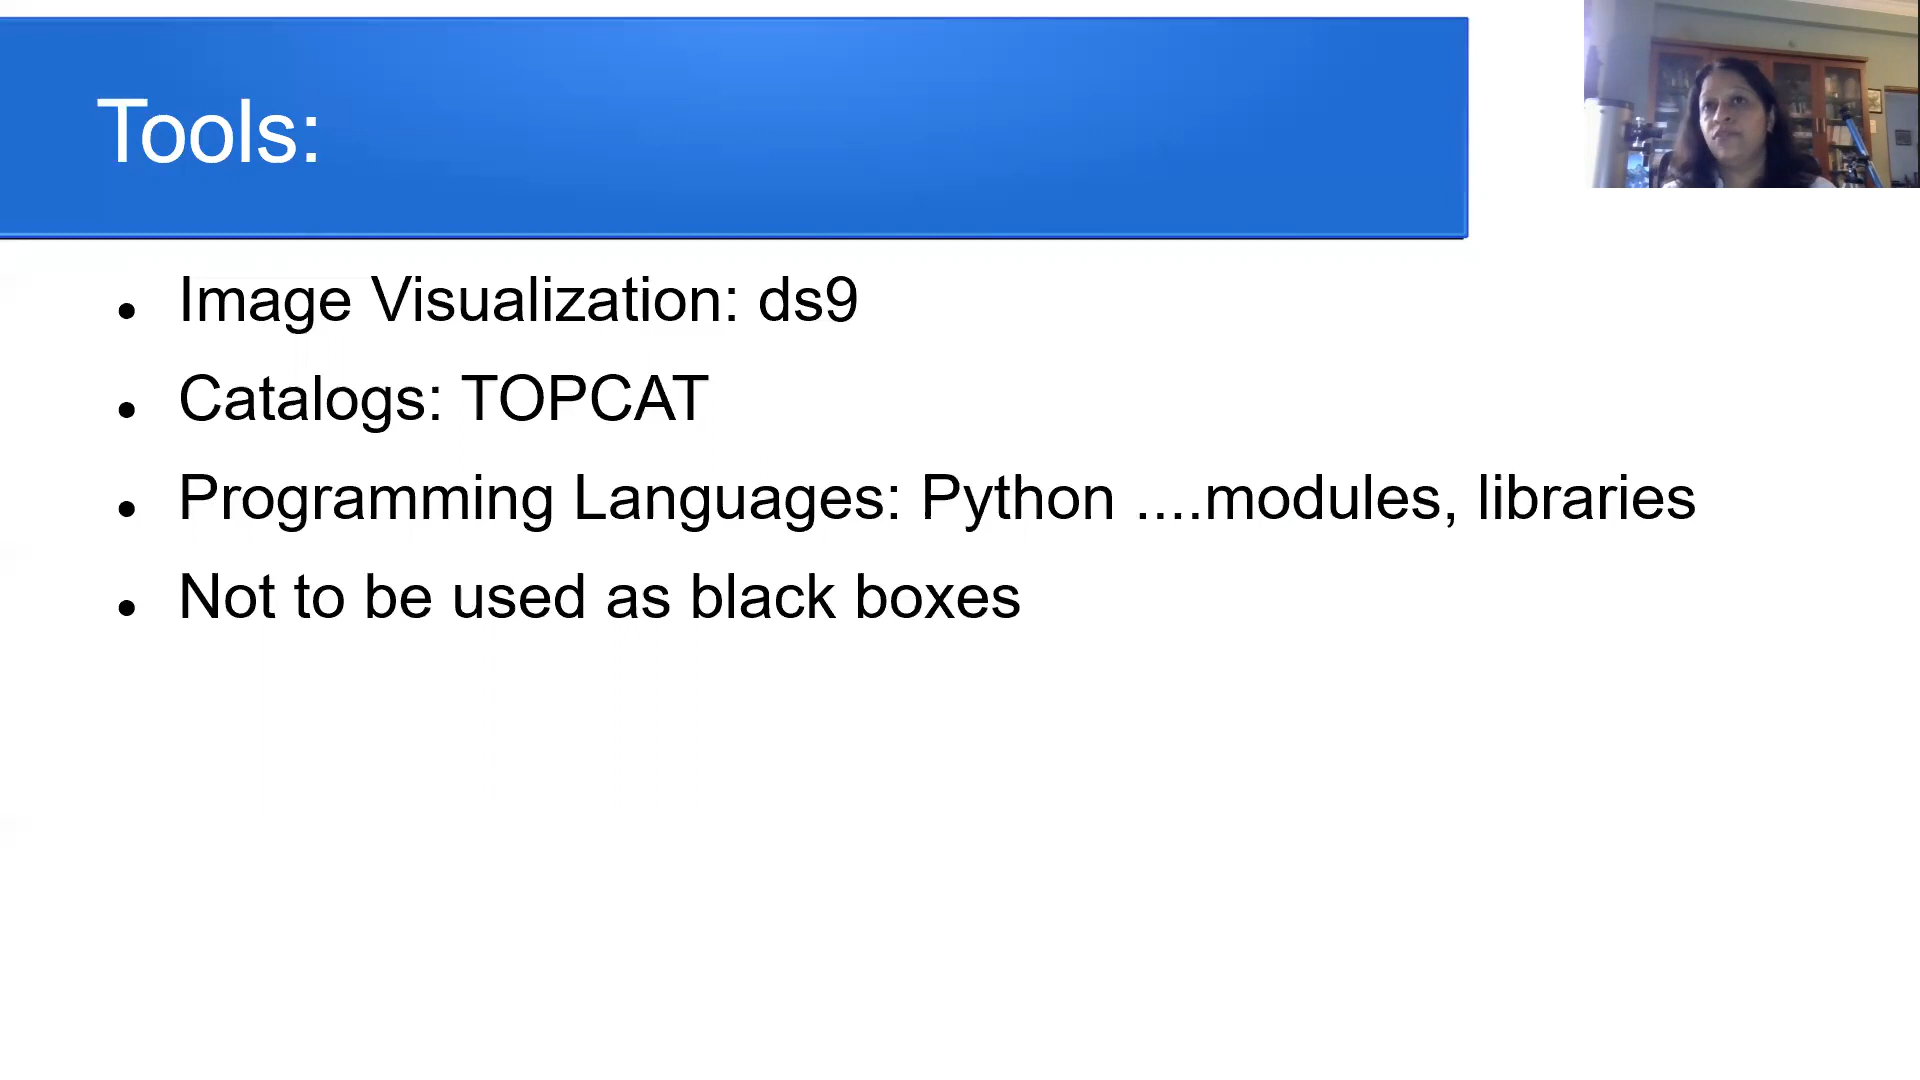 Tools:
Image Visualization: ds9
Catalogs: TOPCAT
Programming Languages: Python ....modules, libraries
Not to be used as black boxes